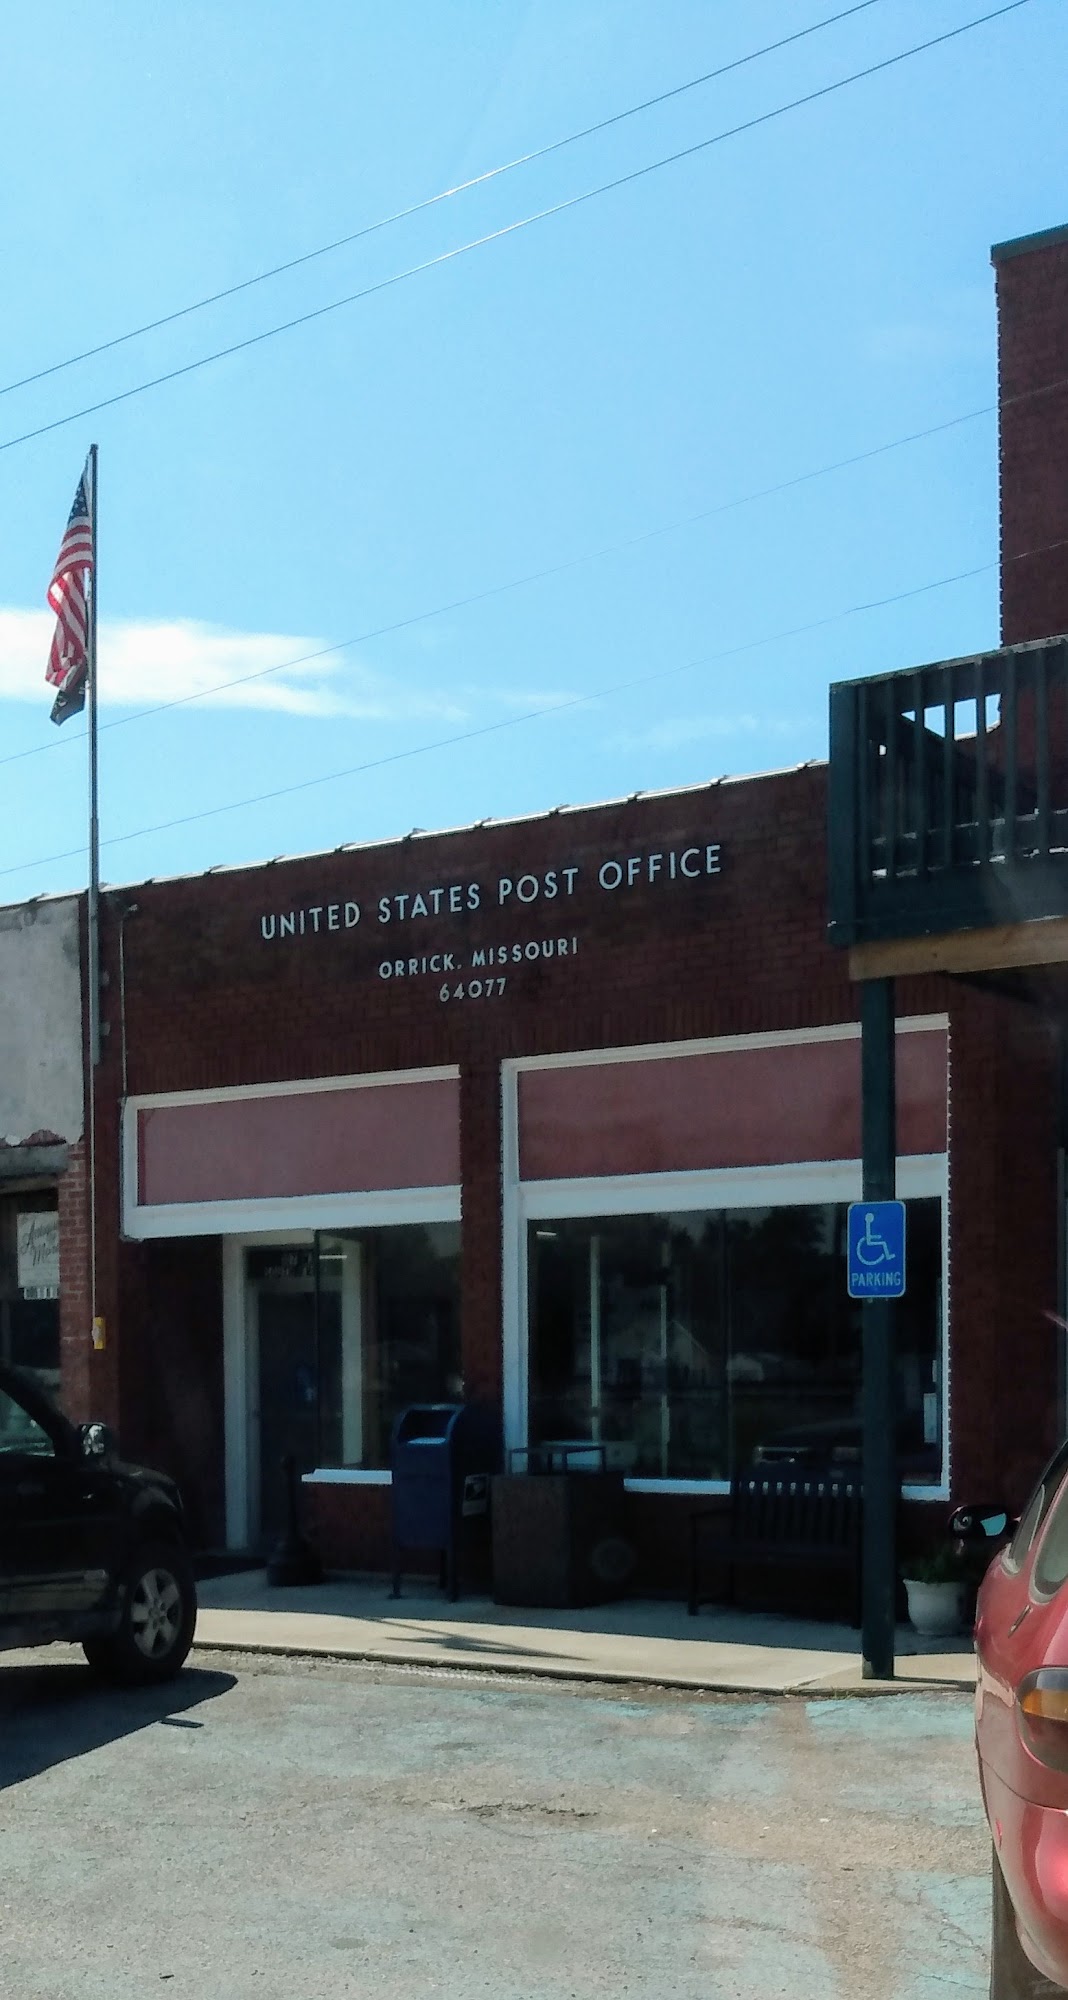 UNITED STATES POST OFFICE
ORRICK, MISSOURI
64077
PARKING